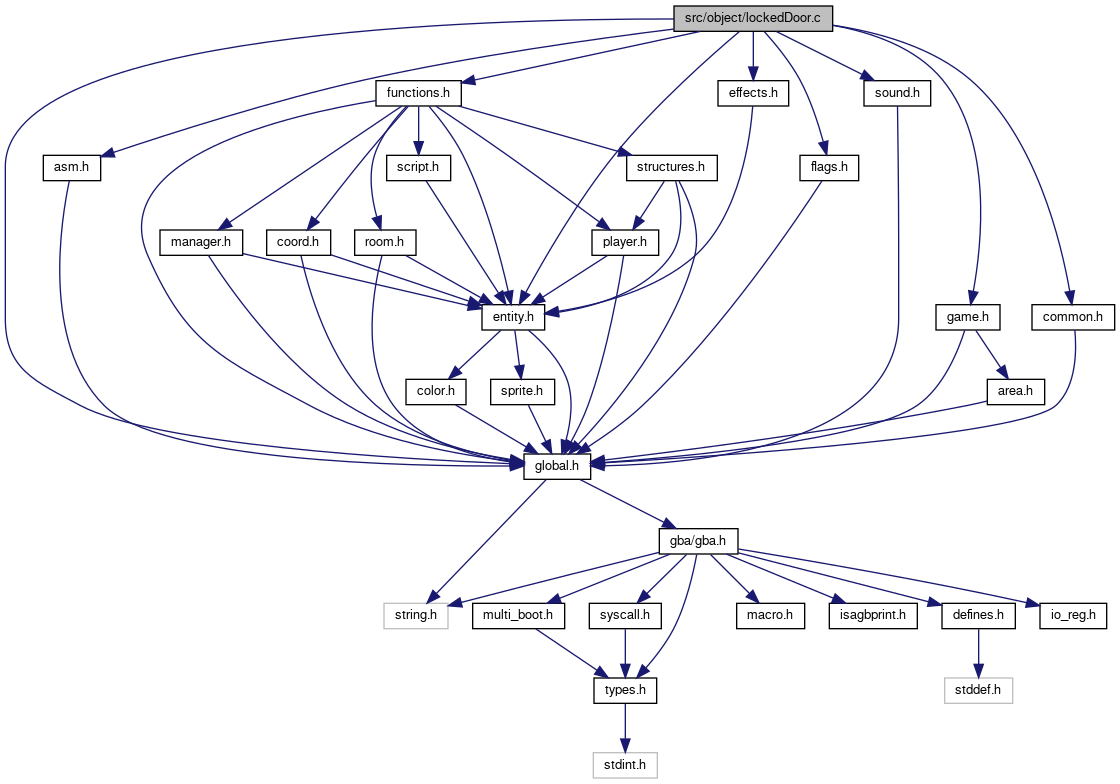 src/object/lockedDoor.c
functions.h
effects.h
sound.h
asm.h
script.h
structures.h
flags.h
manager.h
coord.h
room.h
player.h
entity.h
game.h
common.h
color.h
sprite.h
area.h
global.h
gba/gba.h
string.h
multi_boot.h
syscall.h
macro.h
isagbprint.h
defines.h
io_reg.h
types.h
stddef.h
stdint.h